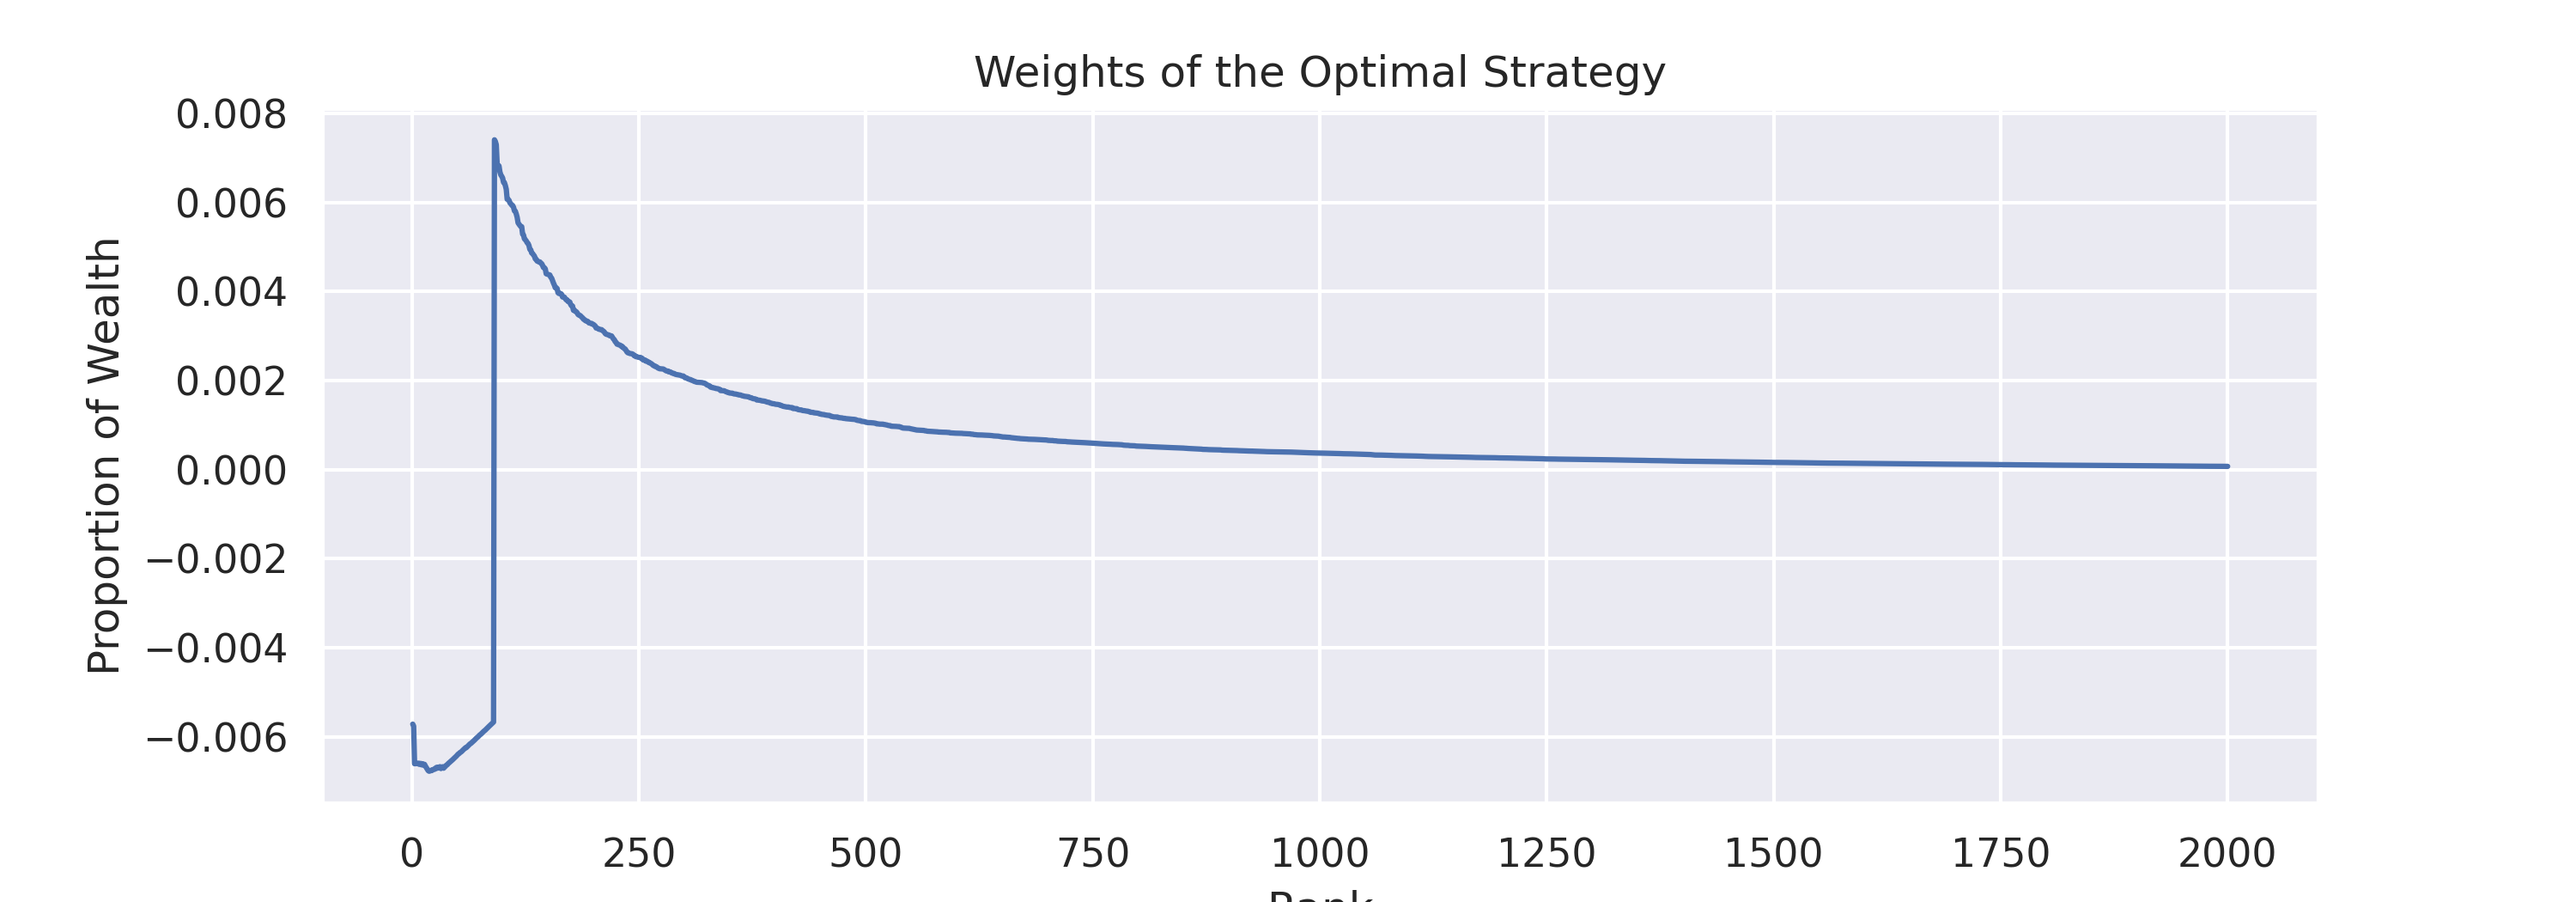 Weights of the Optimal Strategy
0.008
0.006
0.004
0.002
0.000
−0.002
−0.004
−0.006
Proportion of Wealth
0 250 500 750 1000 1250 1500 1750 2000
Rank